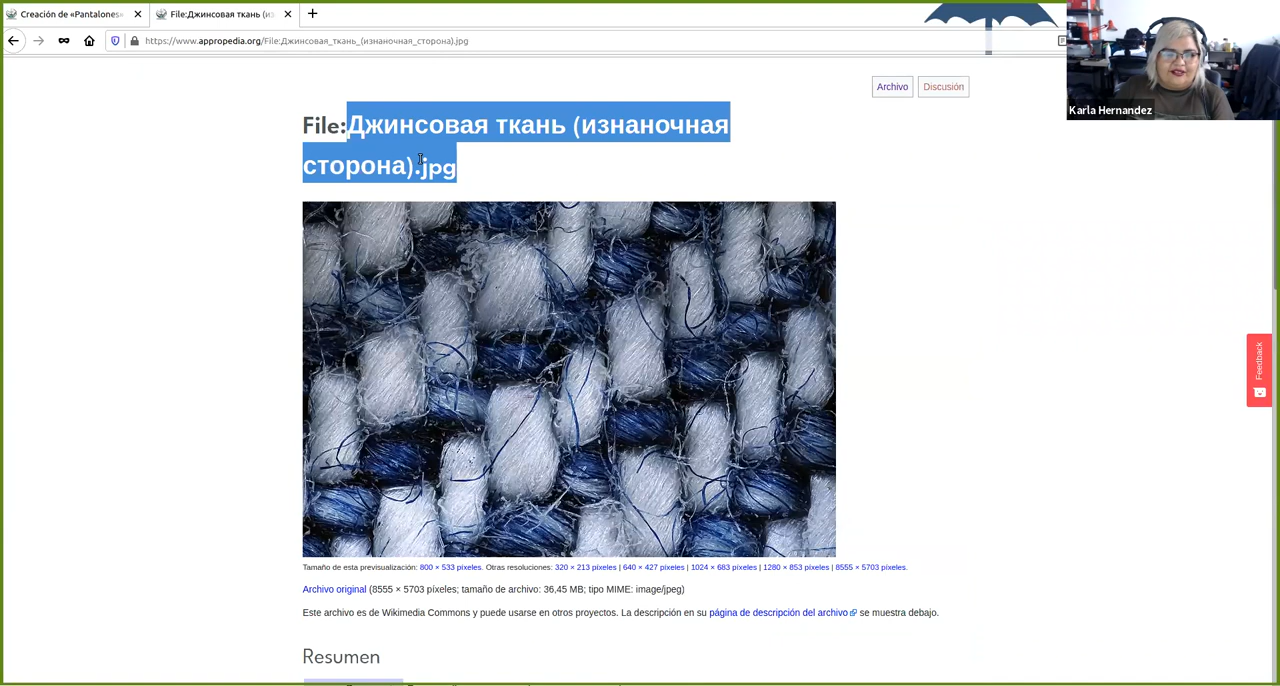 Creación de «Pantalones»
File:Джинсовая ткань (из
https://www.appropedia.org/File:Джинсовая_ткань_(изнаночная_сторона).jpg
Karla Hernandez
Archivo Discusión
File:Джинсовая ткань (изнаночная
сторона).jpg
Feedback
Tamaño de esta previsualización: 800 × 533 píxeles. Otras resoluciones: 320 × 213 píxeles | 640 × 427 píxeles | 1024 × 683 píxeles | 1280 × 853 píxeles | 8555 × 5703 píxeles.
Archivo original (8555 × 5703 píxeles; tamaño de archivo: 36,45 MB; tipo MIME: image/jpeg)
Este archivo es de Wikimedia Commons y puede usarse en otros proyectos. La descripción en su página de descripción del archivo se muestra debajo.
Resumen